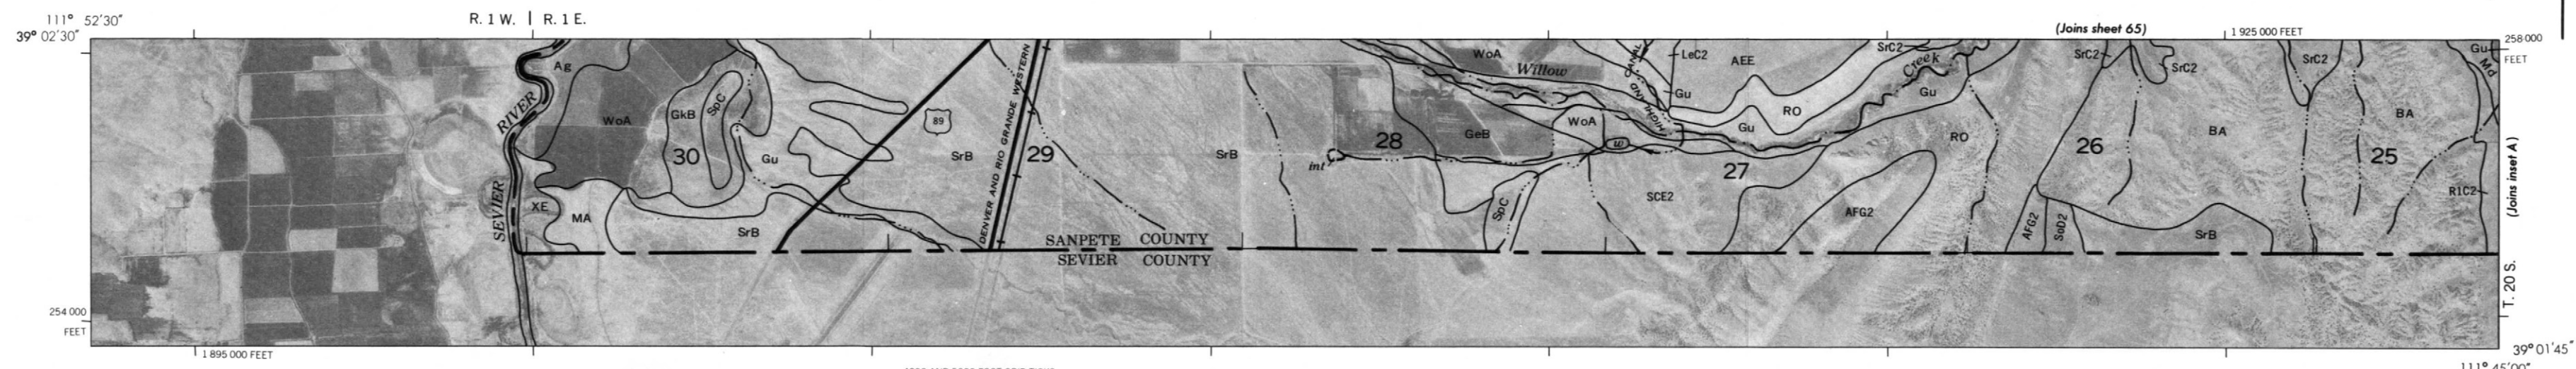 R. 1 W. | R. 1 E.
111° 52'30"
39° 02'30"
(Joins sheet 65)
1 925 000 FEET
258 000
FEET
Ag
WoA
GkB
SpC
30
Gu
XE
MA
SrB
SEVIER
RIVER
89
SrB
DENVER AND RIO GRANDE WESTERN
29
SrB
int
28
GeB
WoA
Willow
Creek
HIGHLAND CANAL
WoA
w
SpC
LeC2
Gu
AEE
SrC2
RO
Gu
Gu
27
SCE2
AFG2
RO
SrC2
SrC2
26
BA
AFG2
SoD2
SrB
SrC2
BA
25
Gu
Md
R1C2
(Joins inset A)
T. 20 S.
SANPETE COUNTY
SEVIER COUNTY
254 000
FEET
1 895 000 FEET
39° 01'45"
111° 45'00"